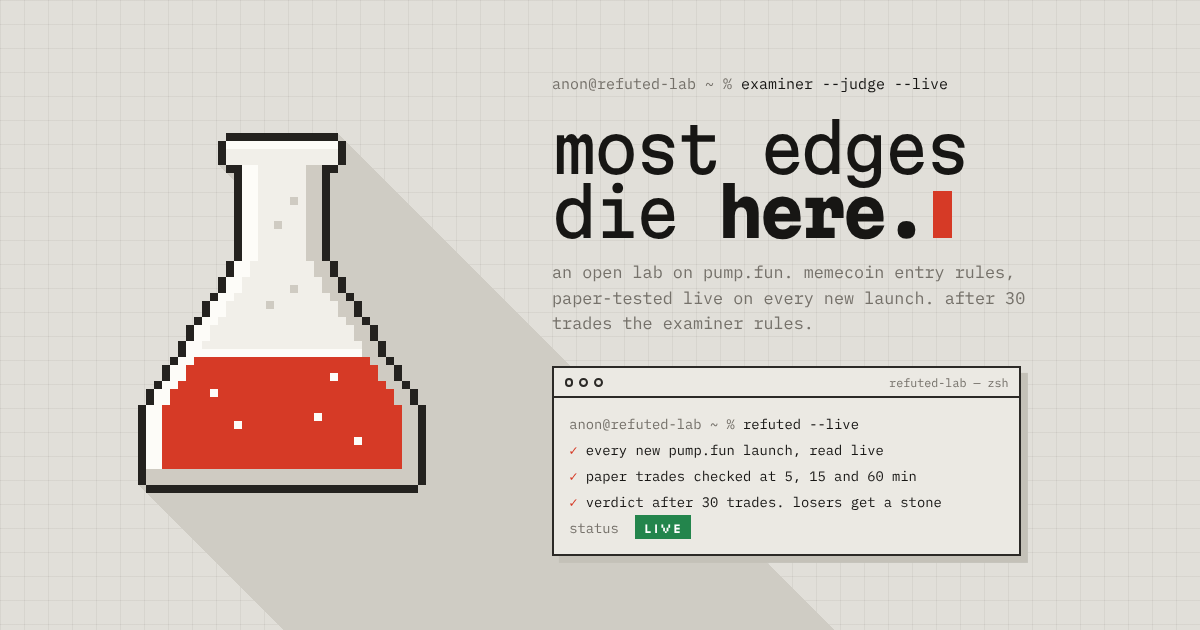 anon@refuted-lab ~ % examiner --judge --live
most edges
die here.
an open lab on pump.fun. memecoin entry rules,
paper-tested live on every new launch. after 30
trades the examiner rules.
refuted-lab — zsh
anon@refuted-lab ~ % refuted --live
✓ every new pump.fun launch, read live
✓ paper trades checked at 5, 15 and 60 min
✓ verdict after 30 trades. losers get a stone
status LIVE